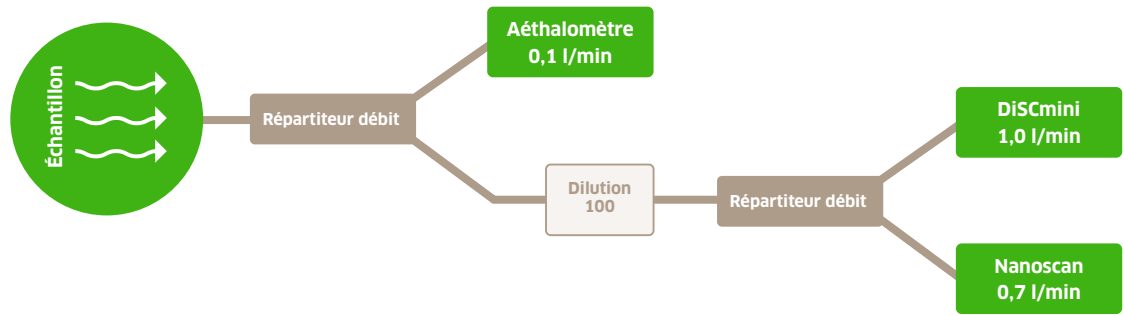 Échantillon
Répartiteur débit
Aéthalomètre
0,1 l/min
Dilution
100
Répartiteur débit
DiSCmini
1,0 l/min
Nanoscan
0,7 l/min